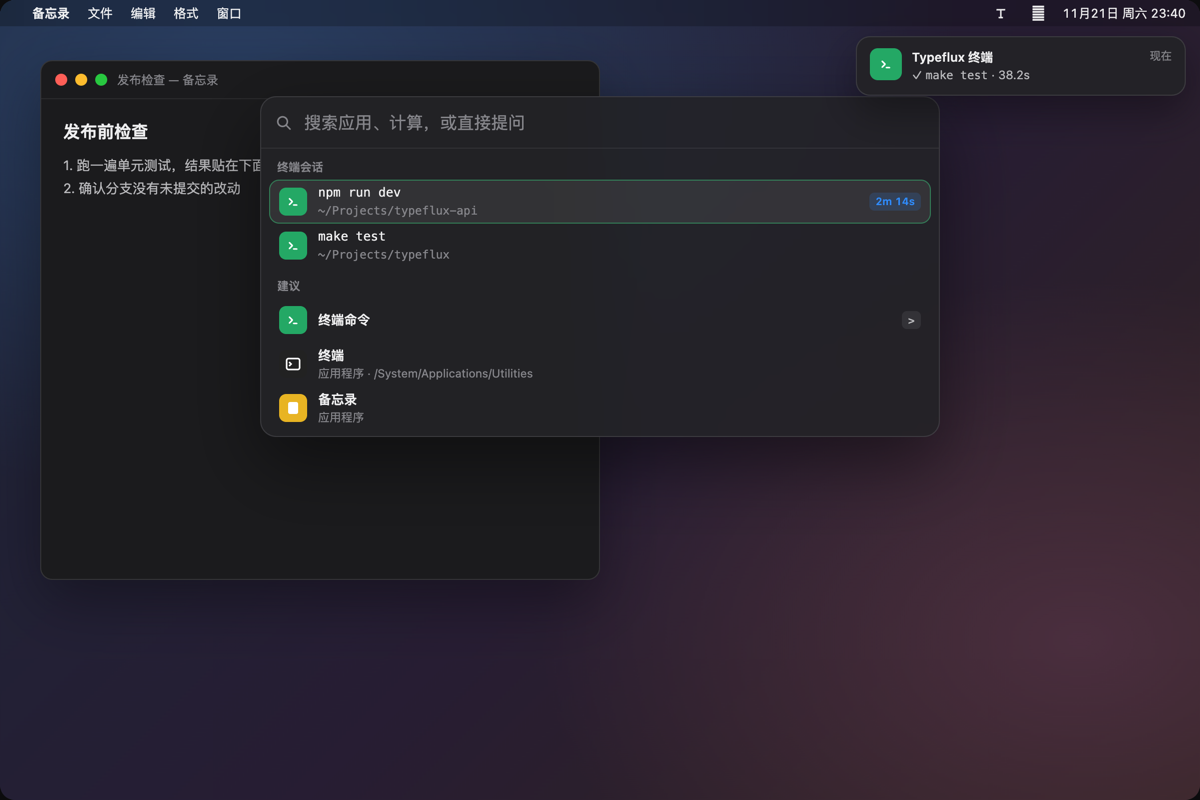 备忘录 文件 编辑 格式 窗口 T 11月21日 周六 23:40
Typeflux 终端 现在
✓ make test · 38.2s
发布检查 — 备忘录
发布前检查
1. 跑一遍单元测试，结果贴在下面
2. 确认分支没有未提交的改动
搜索应用、计算，或直接提问
终端会话
npm run dev
~/Projects/typeflux-api
2m 14s
make test
~/Projects/typeflux
建议
终端命令 >
终端
应用程序 · /System/Applications/Utilities
备忘录
应用程序